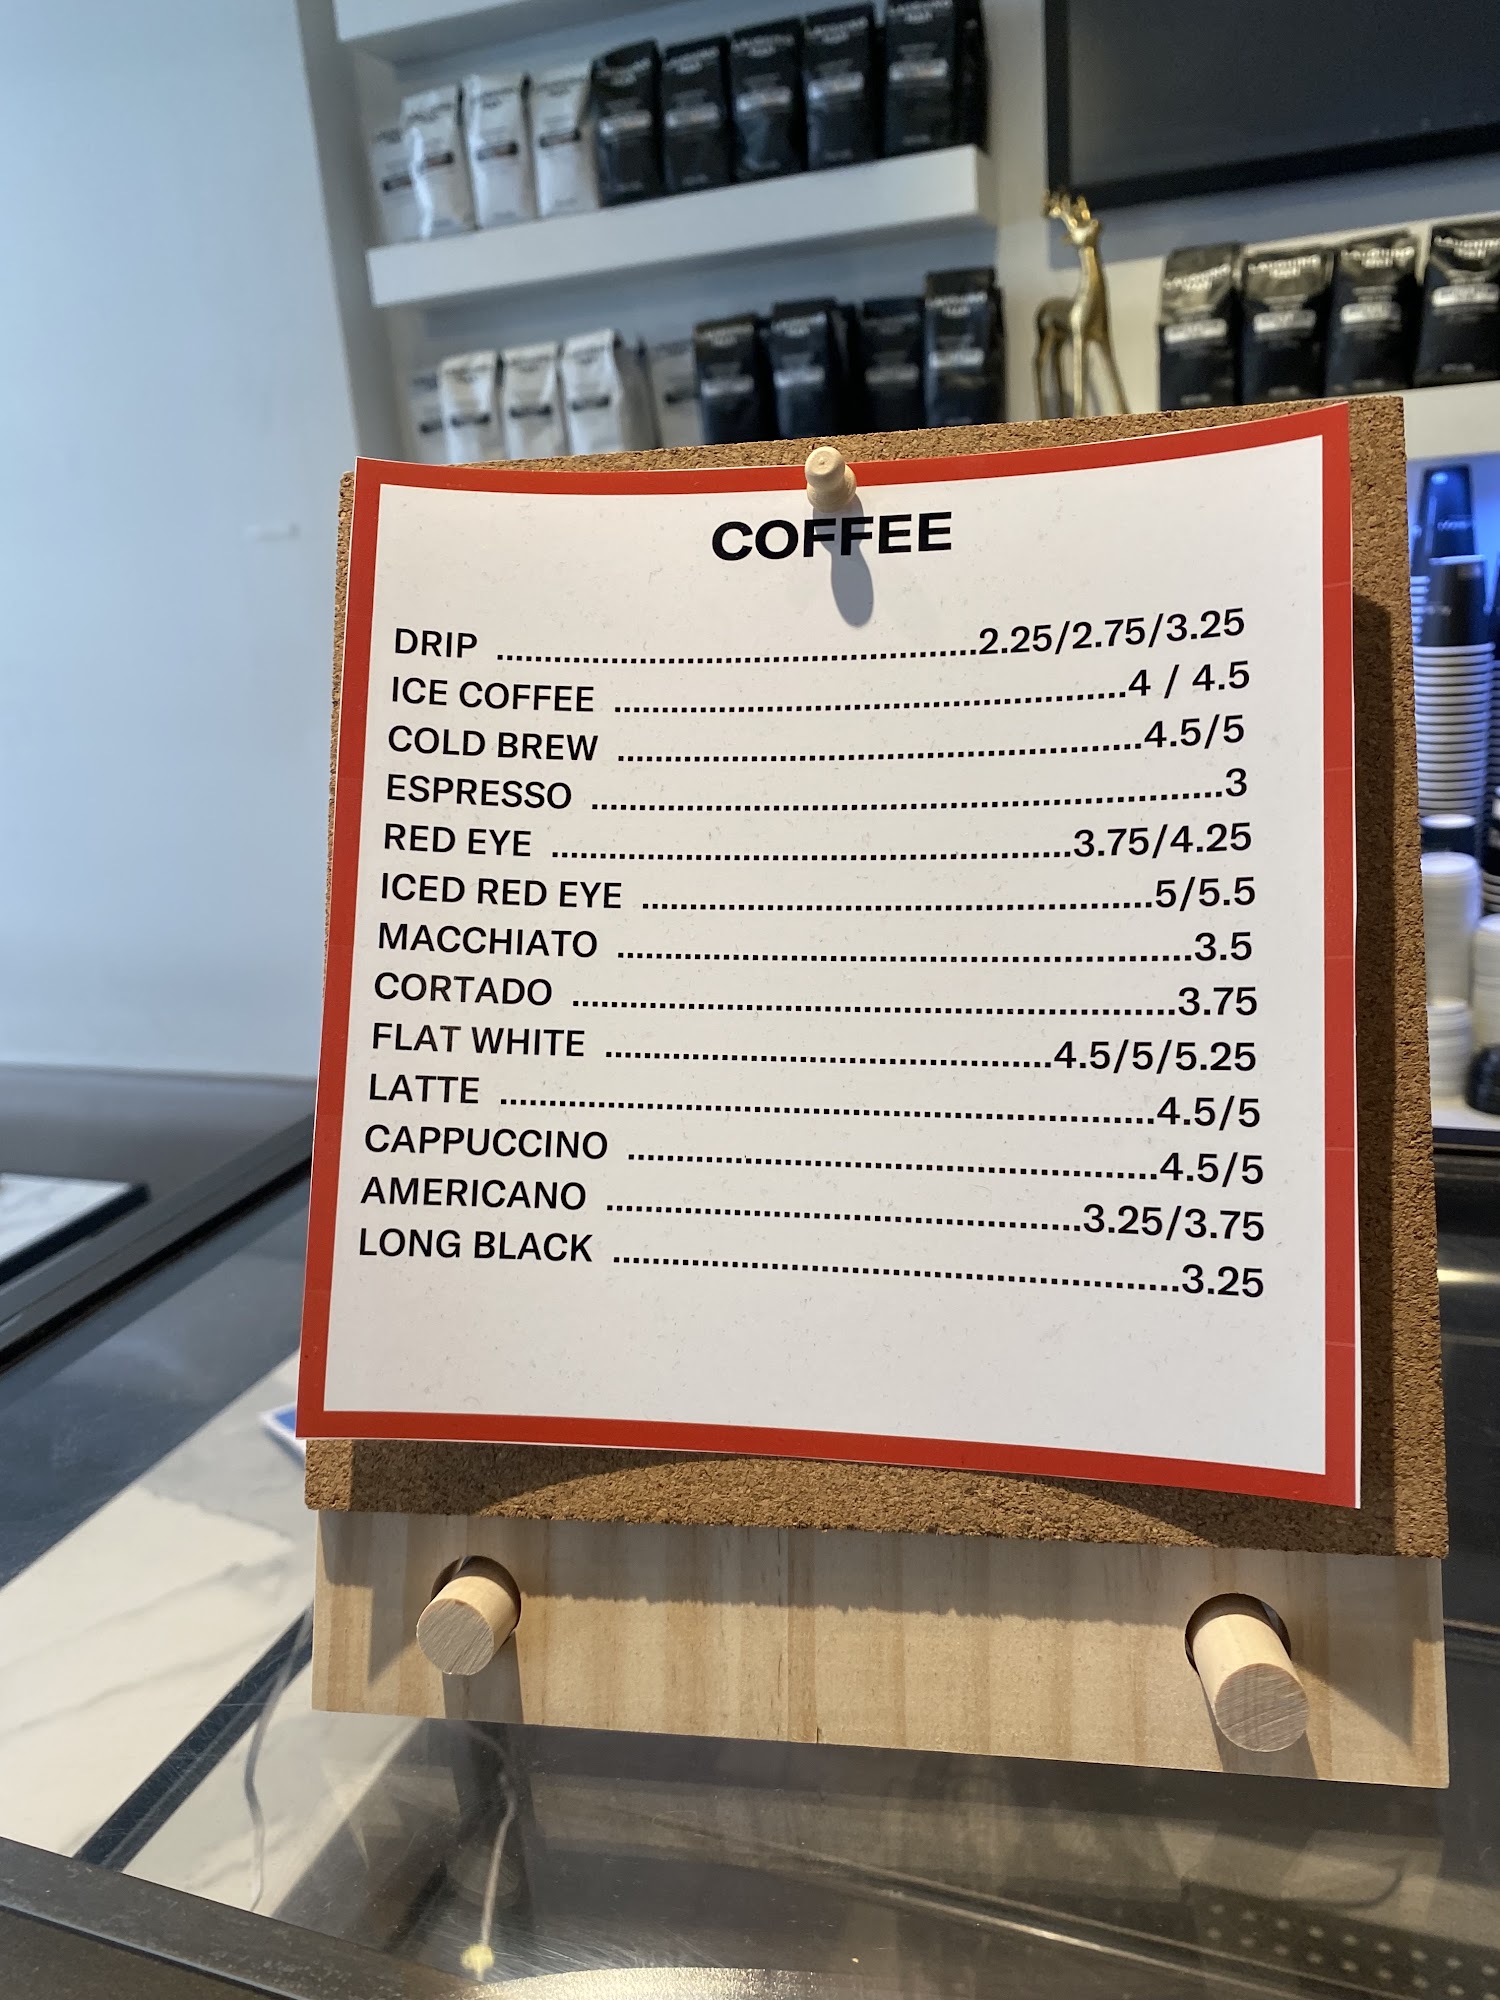 COFFEE
DRIP ................................................2.25/2.75/3.25
ICE COFFEE ...................................................4 / 4.5
COLD BREW ....................................................4.5/5
ESPRESSO ...............................................................3
RED EYE ....................................................3.75/4.25
ICED RED EYE ...................................................5/5.5
MACCHIATO .........................................................3.5
CORTADO ............................................................3.75
FLAT WHITE .............................................4.5/5/5.25
LATTE .................................................................4.5/5
CAPPUCCINO .....................................................4.5/5
AMERICANO ...............................................3.25/3.75
LONG BLACK .........................................................3.25